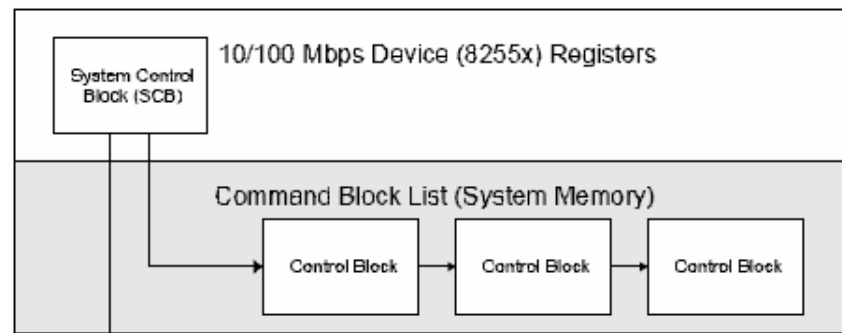 10/100 Mbps Device (8255x) Registers
System Control
Block (SCB)
Command Block List (System Memory)
Control Block
Control Block
Control Block